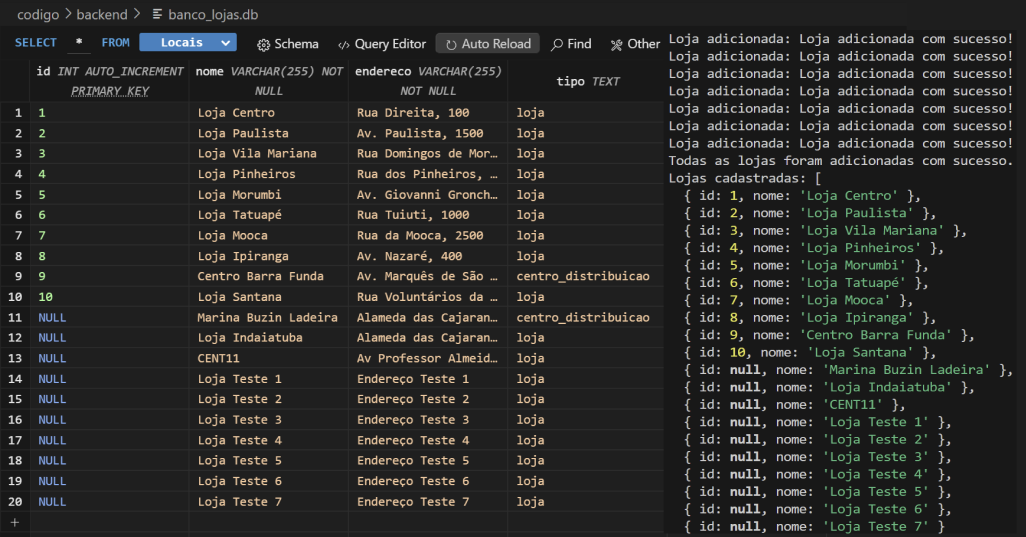 codigo > backend > banco_lojas.db
SELECT * FROM Locais Schema </> Query Editor Auto Reload Find Other
id INT AUTO_INCREMENT PRIMARY KEY nome VARCHAR(255) NOT NULL endereco VARCHAR(255) NOT NULL tipo TEXT
1 1 Loja Centro Rua Direita, 100 loja
2 2 Loja Paulista Av. Paulista, 1500 loja
3 3 Loja Vila Mariana Rua Domingos de Mor... loja
4 4 Loja Pinheiros Rua dos Pinheiros, ... loja
5 5 Loja Morumbi Av. Giovanni Gronch... loja
6 6 Loja Tatuapé Rua Tuiuti, 1000 loja
7 7 Loja Mooca Rua da Mooca, 2500 loja
8 8 Loja Ipiranga Av. Nazaré, 400 loja
9 9 Centro Barra Funda Av. Marquês de São ... centro_distribuicao
10 10 Loja Santana Rua Voluntários da ... loja
11 NULL Marina Buzin Ladeira Alameda das Cajaran... centro_distribuicao
12 NULL Loja Indaiatuba Alameda das Cajaran... loja
13 NULL CENT11 Av Professor Almeid... loja
14 NULL Loja Teste 1 Endereço Teste 1 loja
15 NULL Loja Teste 2 Endereço Teste 2 loja
16 NULL Loja Teste 3 Endereço Teste 3 loja
17 NULL Loja Teste 4 Endereço Teste 4 loja
18 NULL Loja Teste 5 Endereço Teste 5 loja
19 NULL Loja Teste 6 Endereço Teste 6 loja
20 NULL Loja Teste 7 Endereço Teste 7 loja
+
Loja adicionada: Loja adicionada com sucesso!
Loja adicionada: Loja adicionada com sucesso!
Loja adicionada: Loja adicionada com sucesso!
Loja adicionada: Loja adicionada com sucesso!
Loja adicionada: Loja adicionada com sucesso!
Loja adicionada: Loja adicionada com sucesso!
Loja adicionada: Loja adicionada com sucesso!
Todas as lojas foram adicionadas com sucesso.
Lojas cadastradas: [
{ id: 1, nome: 'Loja Centro' },
{ id: 2, nome: 'Loja Paulista' },
{ id: 3, nome: 'Loja Vila Mariana' },
{ id: 4, nome: 'Loja Pinheiros' },
{ id: 5, nome: 'Loja Morumbi' },
{ id: 6, nome: 'Loja Tatuapé' },
{ id: 7, nome: 'Loja Mooca' },
{ id: 8, nome: 'Loja Ipiranga' },
{ id: 9, nome: 'Centro Barra Funda' },
{ id: 10, nome: 'Loja Santana' },
{ id: null, nome: 'Marina Buzin Ladeira' },
{ id: null, nome: 'Loja Indaiatuba' },
{ id: null, nome: 'CENT11' },
{ id: null, nome: 'Loja Teste 1' },
{ id: null, nome: 'Loja Teste 2' },
{ id: null, nome: 'Loja Teste 3' },
{ id: null, nome: 'Loja Teste 4' },
{ id: null, nome: 'Loja Teste 5' },
{ id: null, nome: 'Loja Teste 6' },
{ id: null, nome: 'Loja Teste 7' }